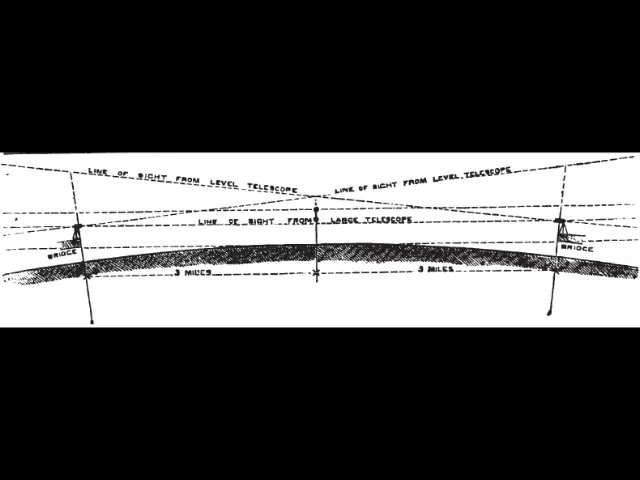 LINE OF SIGHT FROM LEVEL TELESCOPE
LINE OF SIGHT FROM LEVEL TELESCOPE
LINE OF SIGHT FROM LARGE TELESCOPE
BRIDGE
BRIDGE
3 MILES
3 MILES